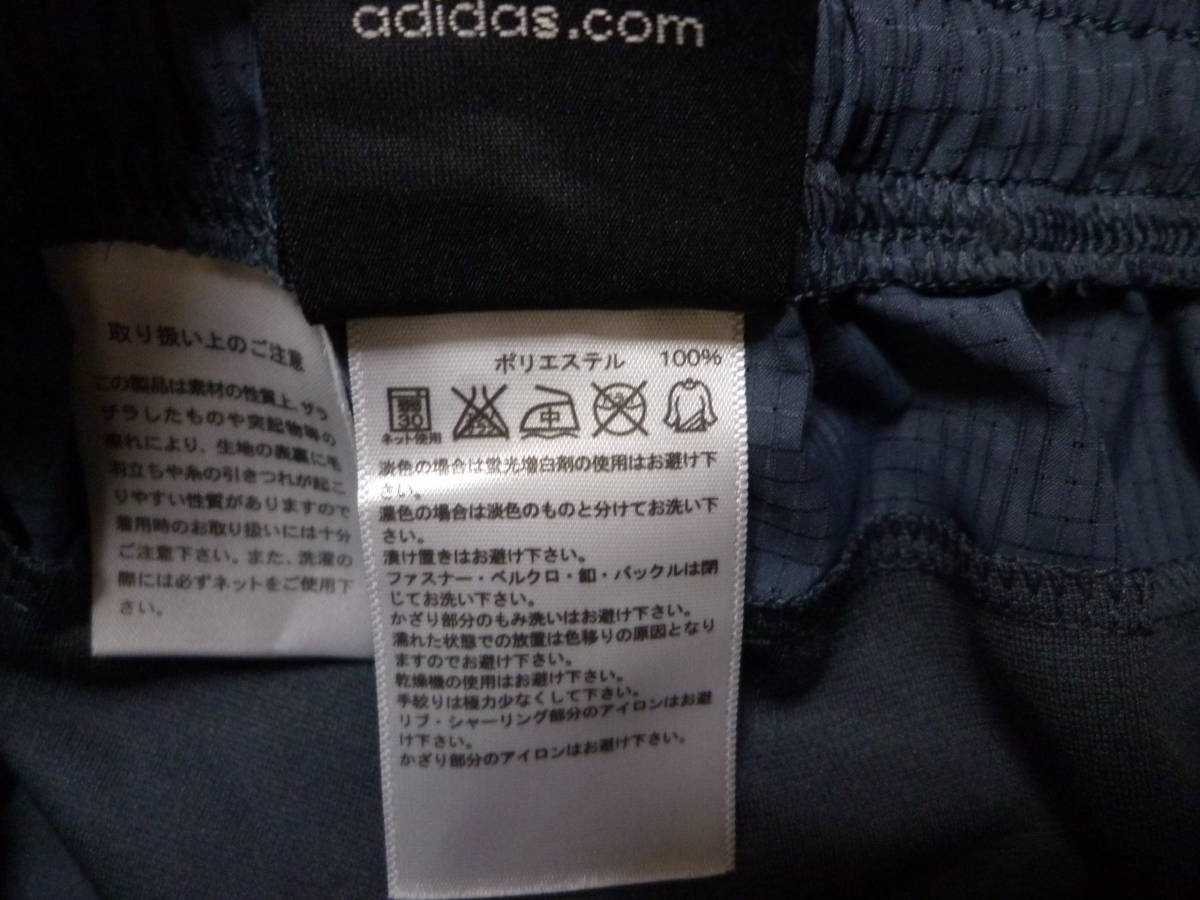 adidas.com
取り扱い上のご注意
この製品は素材の性質上、ザラ
ザラしたものや突起物等の
擦れにより、生地の表裏に毛
羽立ちや糸の引きつれが起こ
りやすい性質がありますので
着用時のお取り扱いには十分
ご注意下さい。また、洗濯の
際には必ずネットをご使用下
さい。
ポリエステル 100%
30
中
ネット使用
淡色の場合は蛍光増白剤の使用はお避け下
さい。
濃色の場合は淡色のものと分けてお洗い下
さい。
漬け置きはお避け下さい。
ファスナー・ベルクロ・釦・バックルは閉
じてお洗い下さい。
かざり部分のもみ洗いはお避け下さい。
濡れた状態での放置は色移りの原因となり
ますのでお避け下さい。
乾燥機の使用はお避け下さい。
手絞りは極力少なくして下さい。
リブ・シャーリング部分のアイロンはお避
け下さい。
かざり部分のアイロンはお避け下さい。